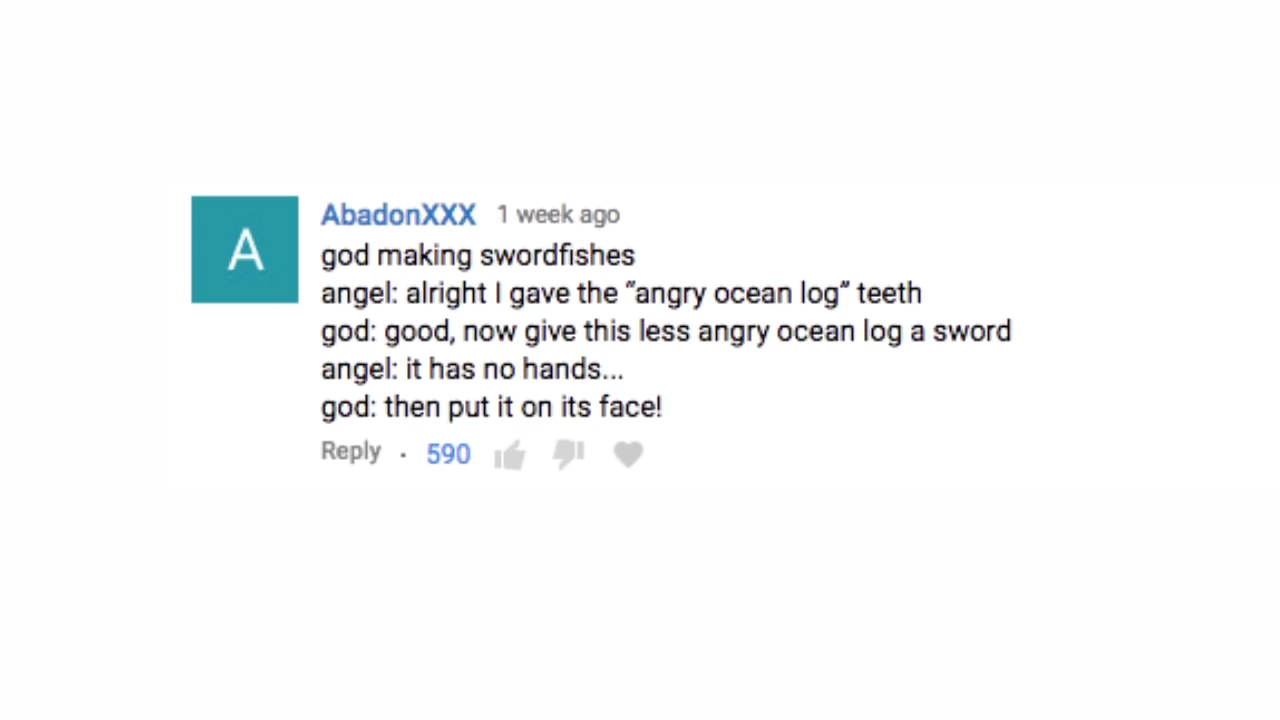 A
AbadonXXX 1 week ago
god making swordfishes
angel: alright I gave the “angry ocean log” teeth
god: good, now give this less angry ocean log a sword
angel: it has no hands...
god: then put it on its face!
Reply · 590